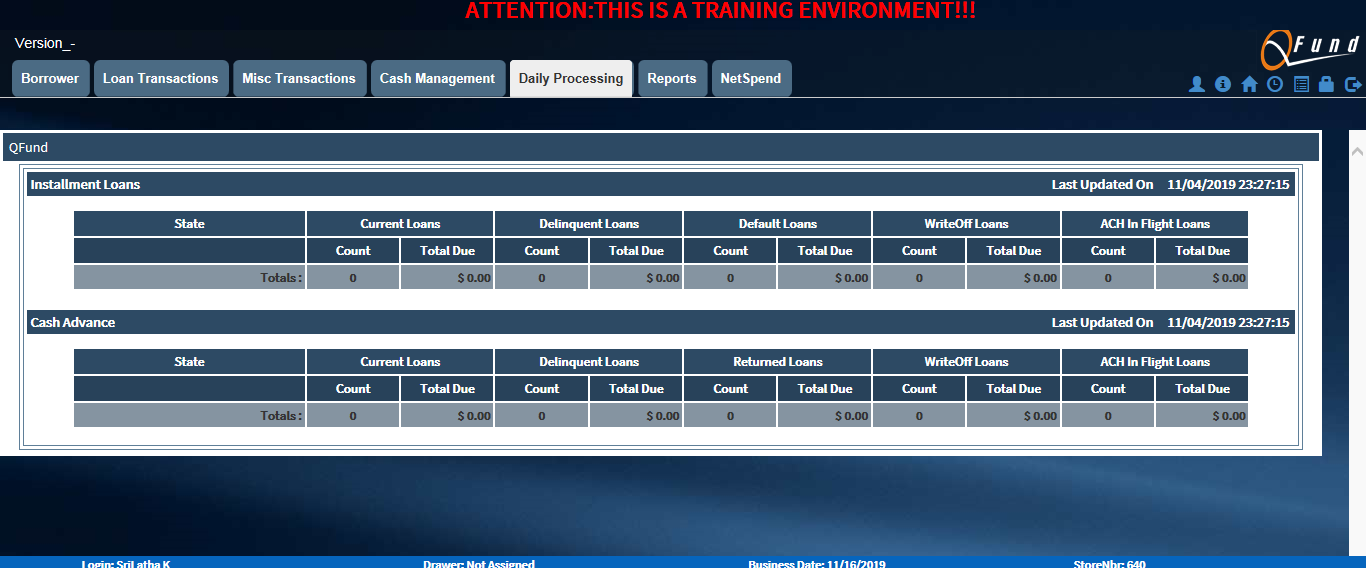 ATTENTION:THIS IS A TRAINING ENVIRONMENT!!!
Version_-
QFund
Borrower Loan Transactions Misc Transactions Cash Management Daily Processing Reports NetSpend
QFund
Installment Loans Last Updated On 11/04/2019 23:27:15
State Current Loans Delinquent Loans Default Loans WriteOff Loans ACH In Flight Loans
Count Total Due Count Total Due Count Total Due Count Total Due Count Total Due
Totals : 0 $ 0.00 0 $ 0.00 0 $ 0.00 0 $ 0.00 0 $ 0.00
Cash Advance Last Updated On 11/04/2019 23:27:15
State Current Loans Delinquent Loans Returned Loans WriteOff Loans ACH In Flight Loans
Count Total Due Count Total Due Count Total Due Count Total Due Count Total Due
Totals : 0 $ 0.00 0 $ 0.00 0 $ 0.00 0 $ 0.00 0 $ 0.00
Login: SriLatha K Drawer: Not Assigned Business Date: 11/16/2019 StoreNbr: 640